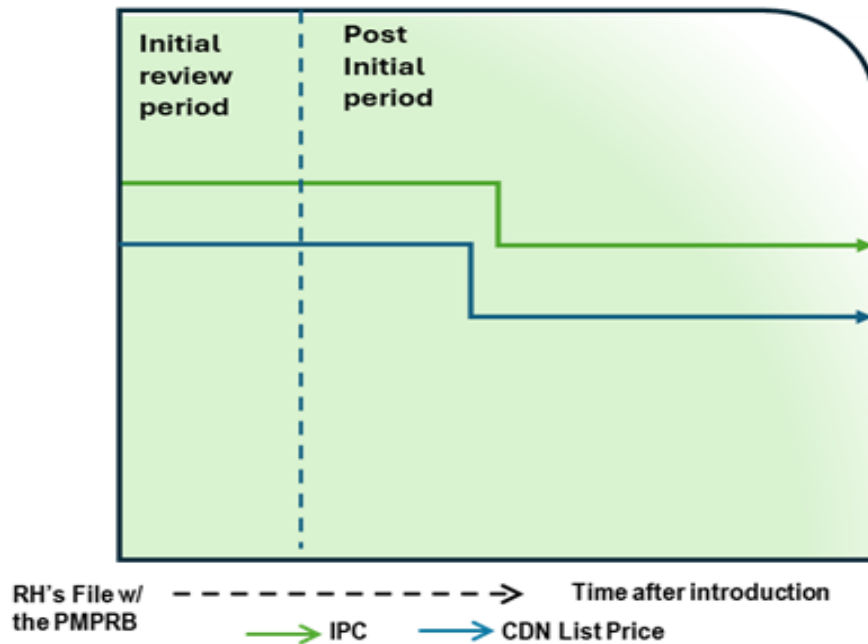 Initial
review
period
Post
Initial
period
RH's File w/
the PMPRB
Time after introduction
IPC
CDN List Price